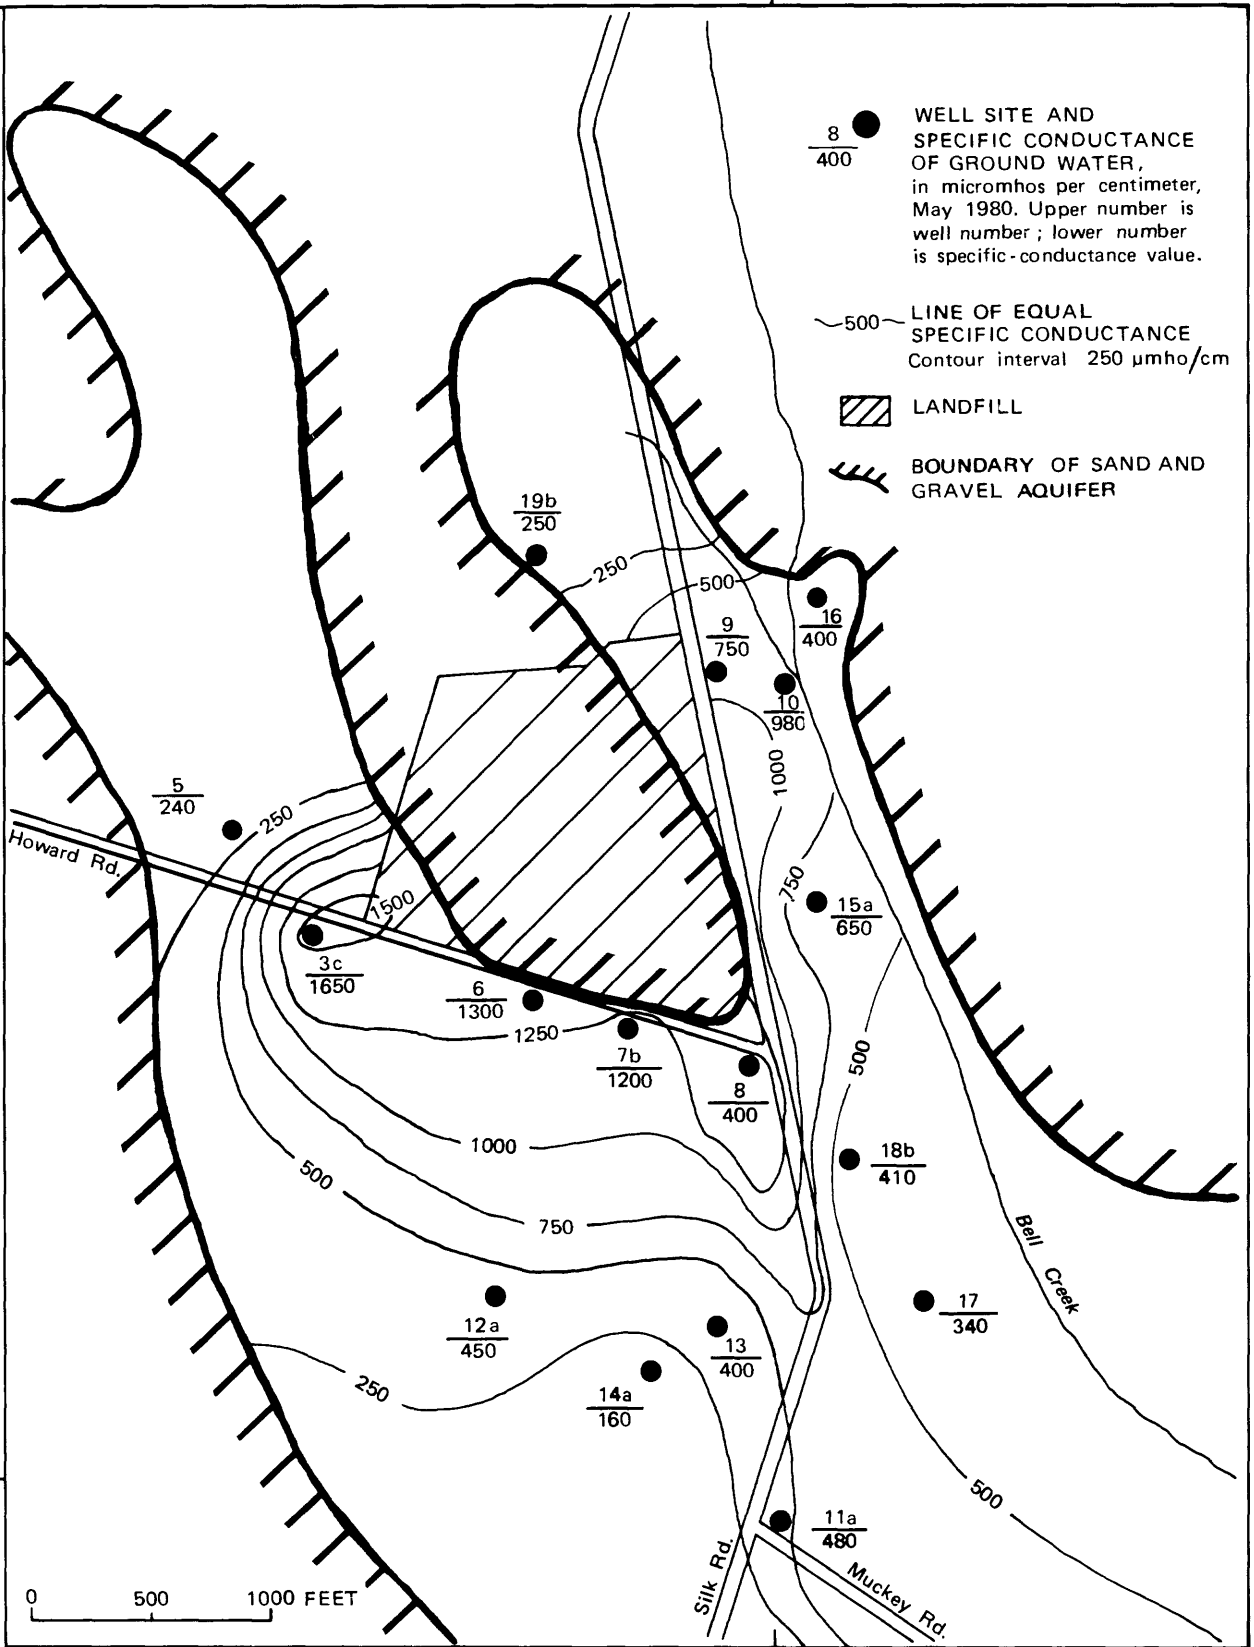 8
400
WELL SITE AND
SPECIFIC CONDUCTANCE
OF GROUND WATER,
in micromhos per centimeter,
May 1980. Upper number is
well number ; lower number
is specific-conductance value.
500
LINE OF EQUAL
SPECIFIC CONDUCTANCE
Contour interval 250 µmho/cm
LANDFILL
BOUNDARY OF SAND AND
GRAVEL AQUIFER
19b
250
250
500
16
400
9
750
10
980
1000
5
240
250
Howard Rd.
750
1500
15a
650
3c
1650
6
1300
1250
7b
1200
8
400
500
1000
18b
410
500
750
Bell Creek
12a
450
13
400
17
340
250
14a
160
500
11a
480
Silk Rd.
Muckey Rd.
0 500 1000 FEET